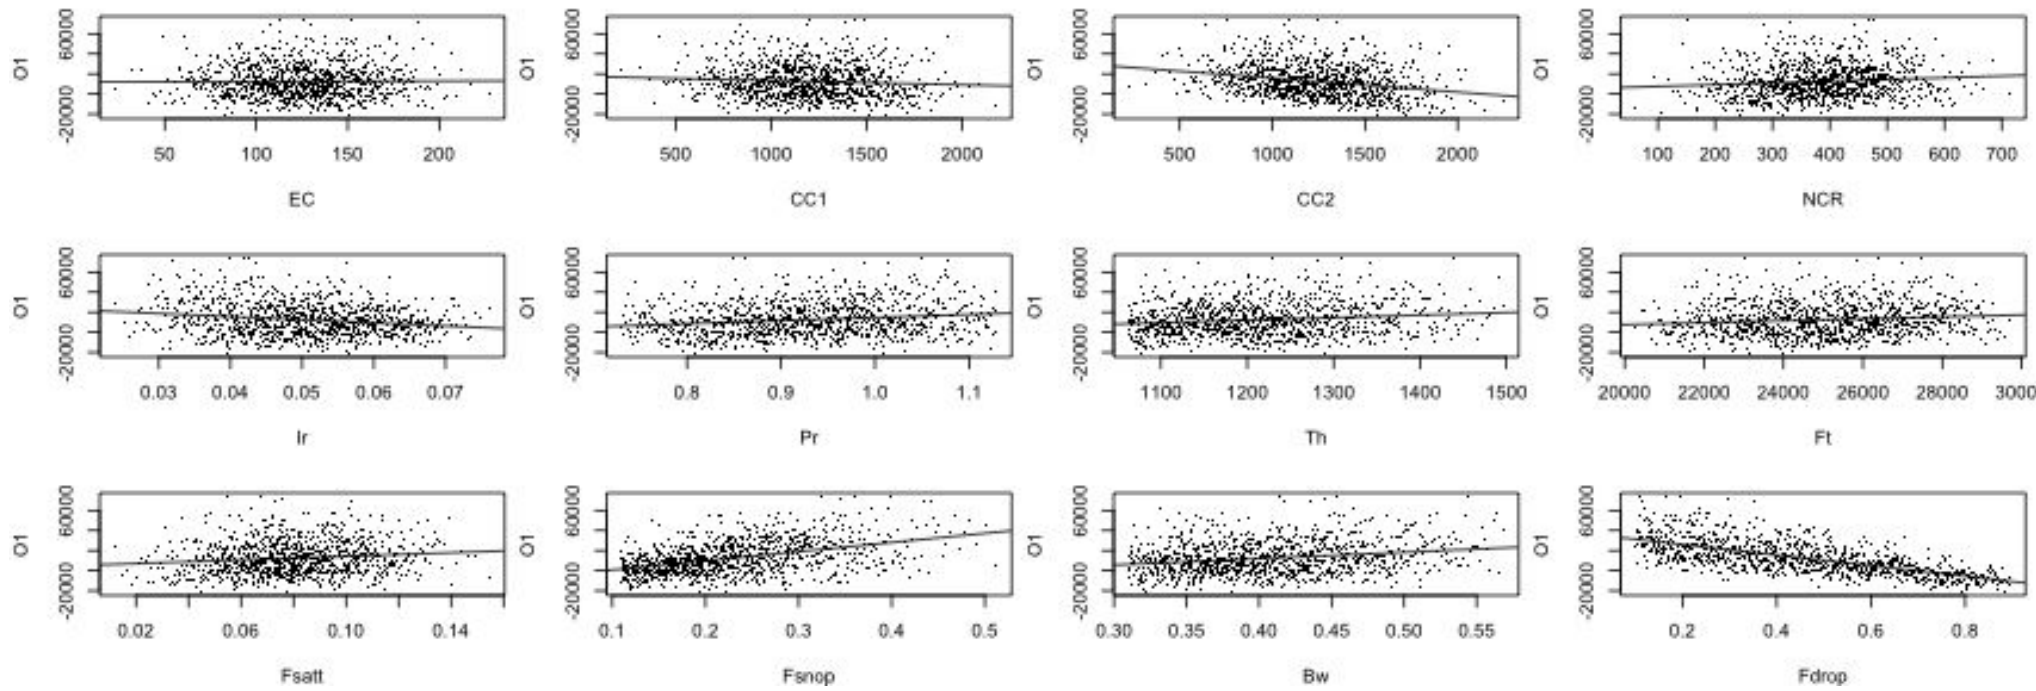 O1 60000 -20000 50 100 150 200 EC
O1 60000 -20000 500 1000 1500 2000 CC1
O1 60000 -20000 500 1000 1500 2000 CC2
O1 60000 -20000 100 200 300 400 500 600 700 NCR
O1 60000 -20000 0.03 0.04 0.05 0.06 0.07 Ir
O1 60000 -20000 0.8 0.9 1.0 1.1 Pr
O1 60000 -20000 1100 1200 1300 1400 1500 Th
O1 60000 -20000 20000 22000 24000 26000 28000 3000 Ft
O1 60000 -20000 0.02 0.06 0.10 0.14 Fsatt
O1 60000 -20000 0.1 0.2 0.3 0.4 0.5 Fsnop
O1 60000 -20000 0.30 0.35 0.40 0.45 0.50 0.55 Bw
O1 60000 -20000 0.2 0.4 0.6 0.8 Fdrop